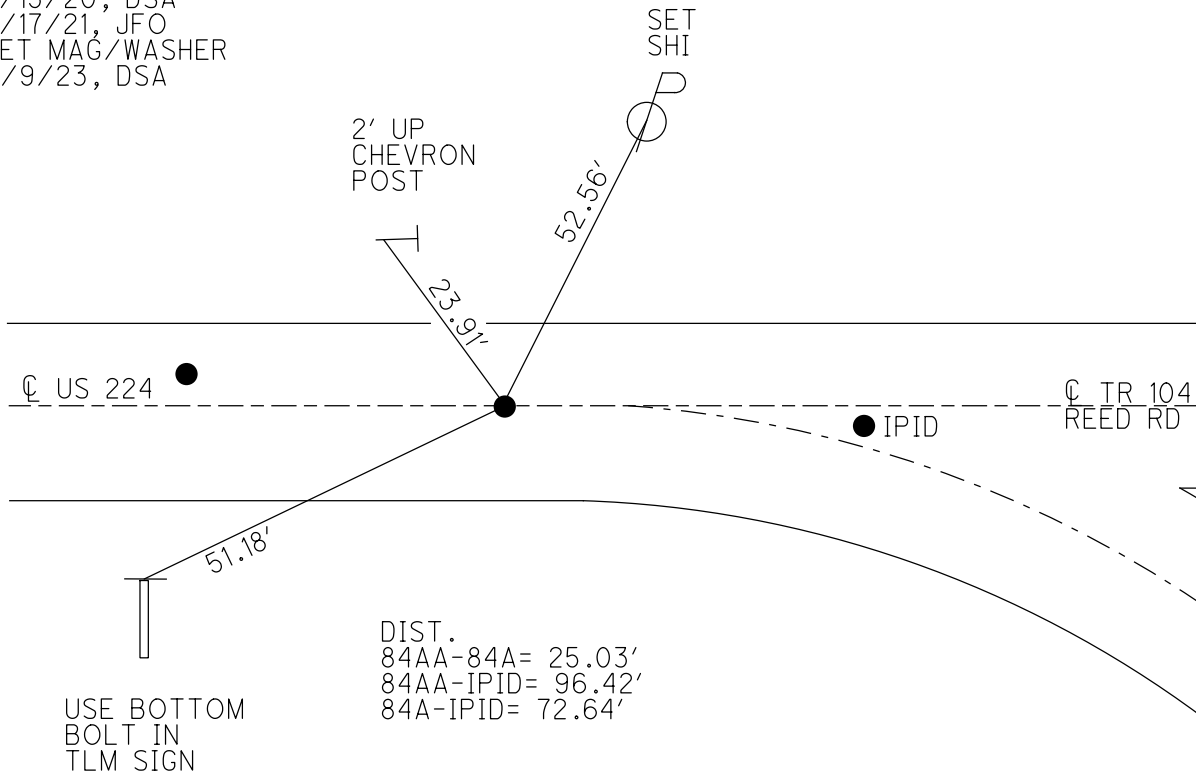 /17/21, JFO
ET MAG/WASHER
/9/23, DSA
SET
SHI
2' UP
CHEVRON
POST
52.56'
23.91'
℄ US 224
IPID
℄ TR 104
REED RD
51.18'
DIST.
84AA-84A= 25.03'
84AA-IPID= 96.42'
84A-IPID= 72.64'
USE BOTTOM
BOLT IN
TLM SIGN